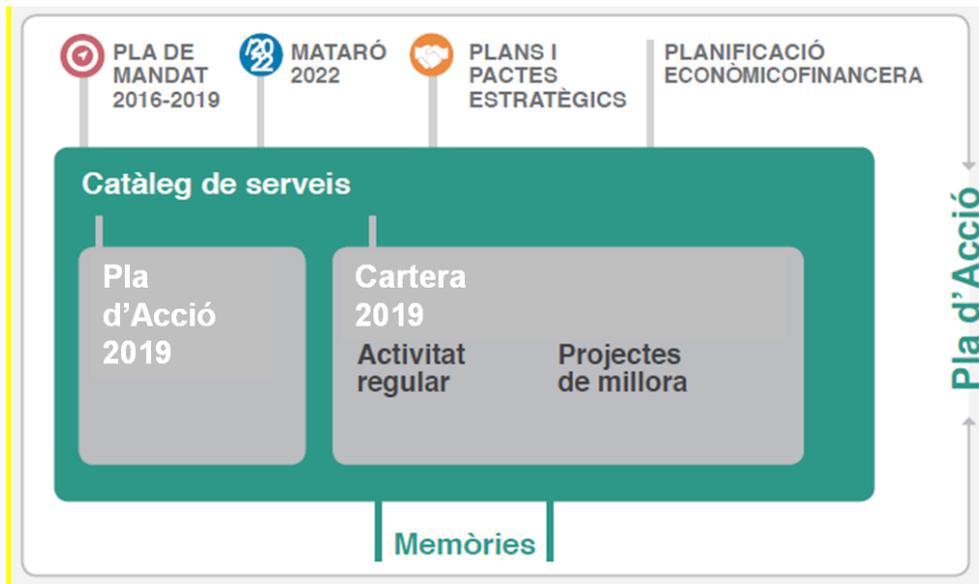 PLA DE
MANDAT
2016-2019
2022
MATARÓ
2022
PLANS I
PACTES
ESTRATÈGICS
PLANIFICACIÓ
ECONÒMICOFINANCERA
Catàleg de serveis
Pla
d’Acció
2019
Cartera
2019
Activitat
regular
Projectes
de millora
Memòries
Pla d’Acció